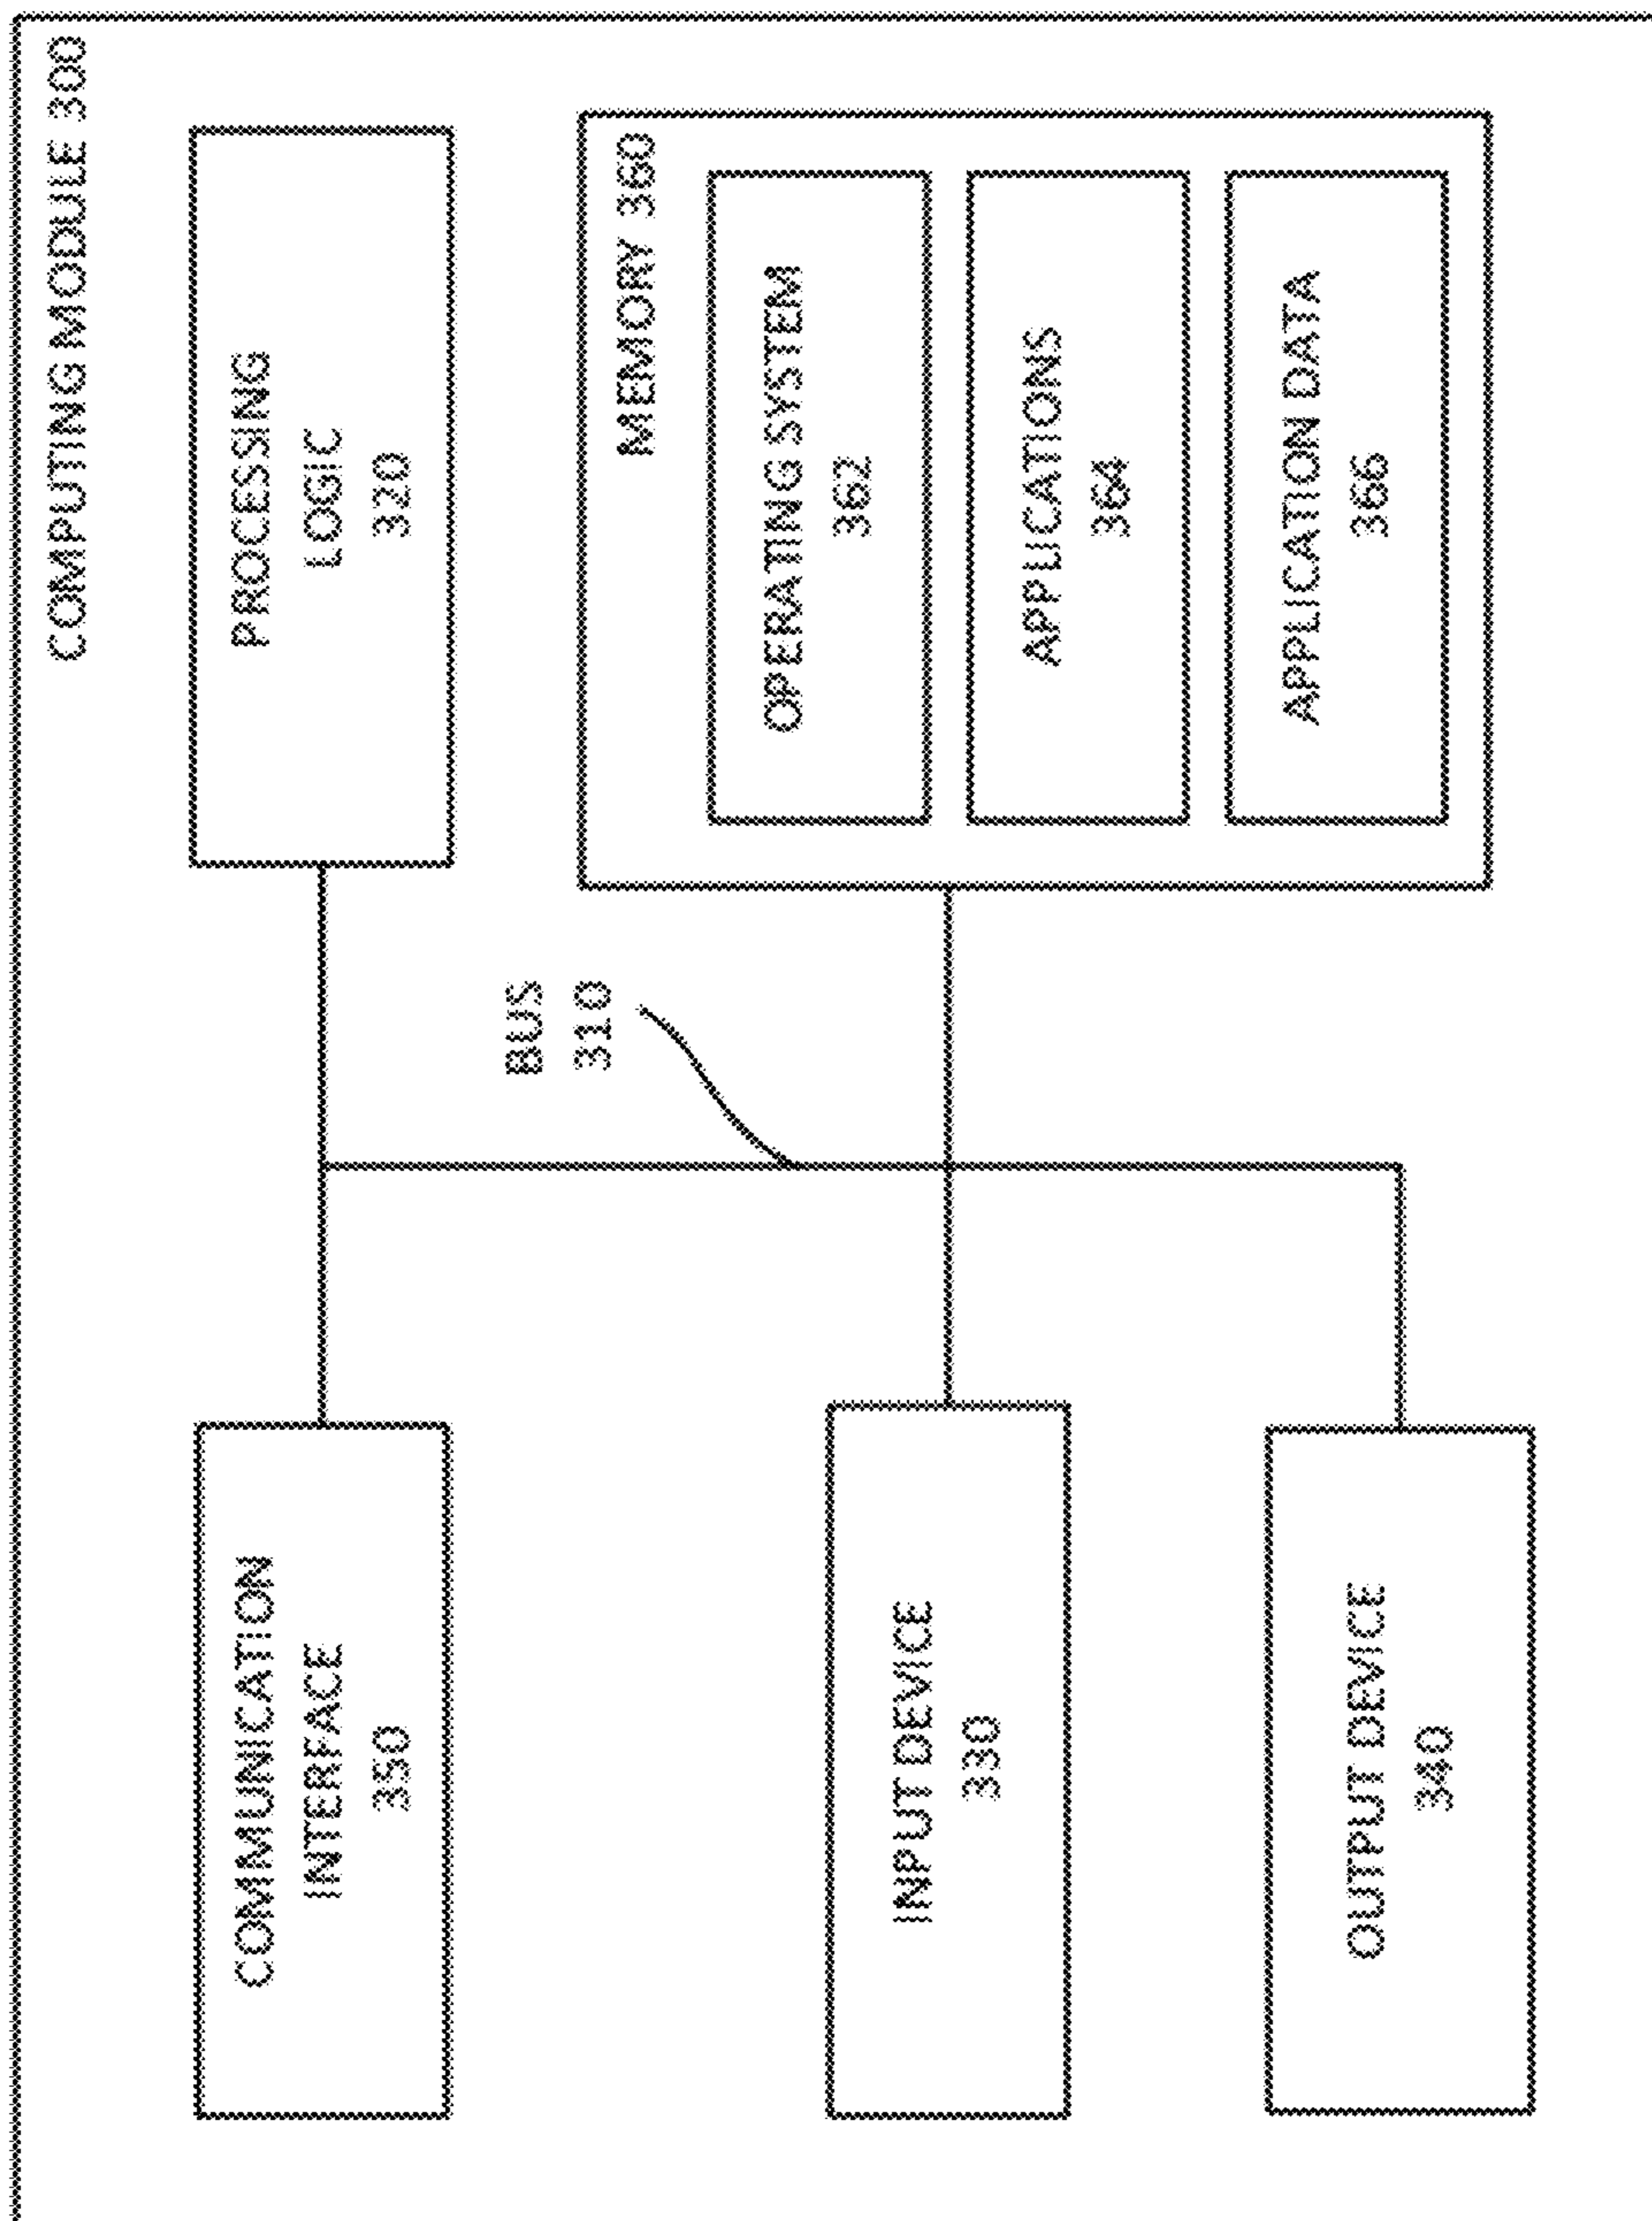 COMPUTING MODULE 300
COMMUNICATION
INTERFACE
350
PROCESSING
LOGIC
320
BUS
310
MEMORY 360
OPERATING SYSTEM
362
INPUT DEVICE
330
APPLICATIONS
364
APPLICATION DATA
366
OUTPUT DEVICE
340